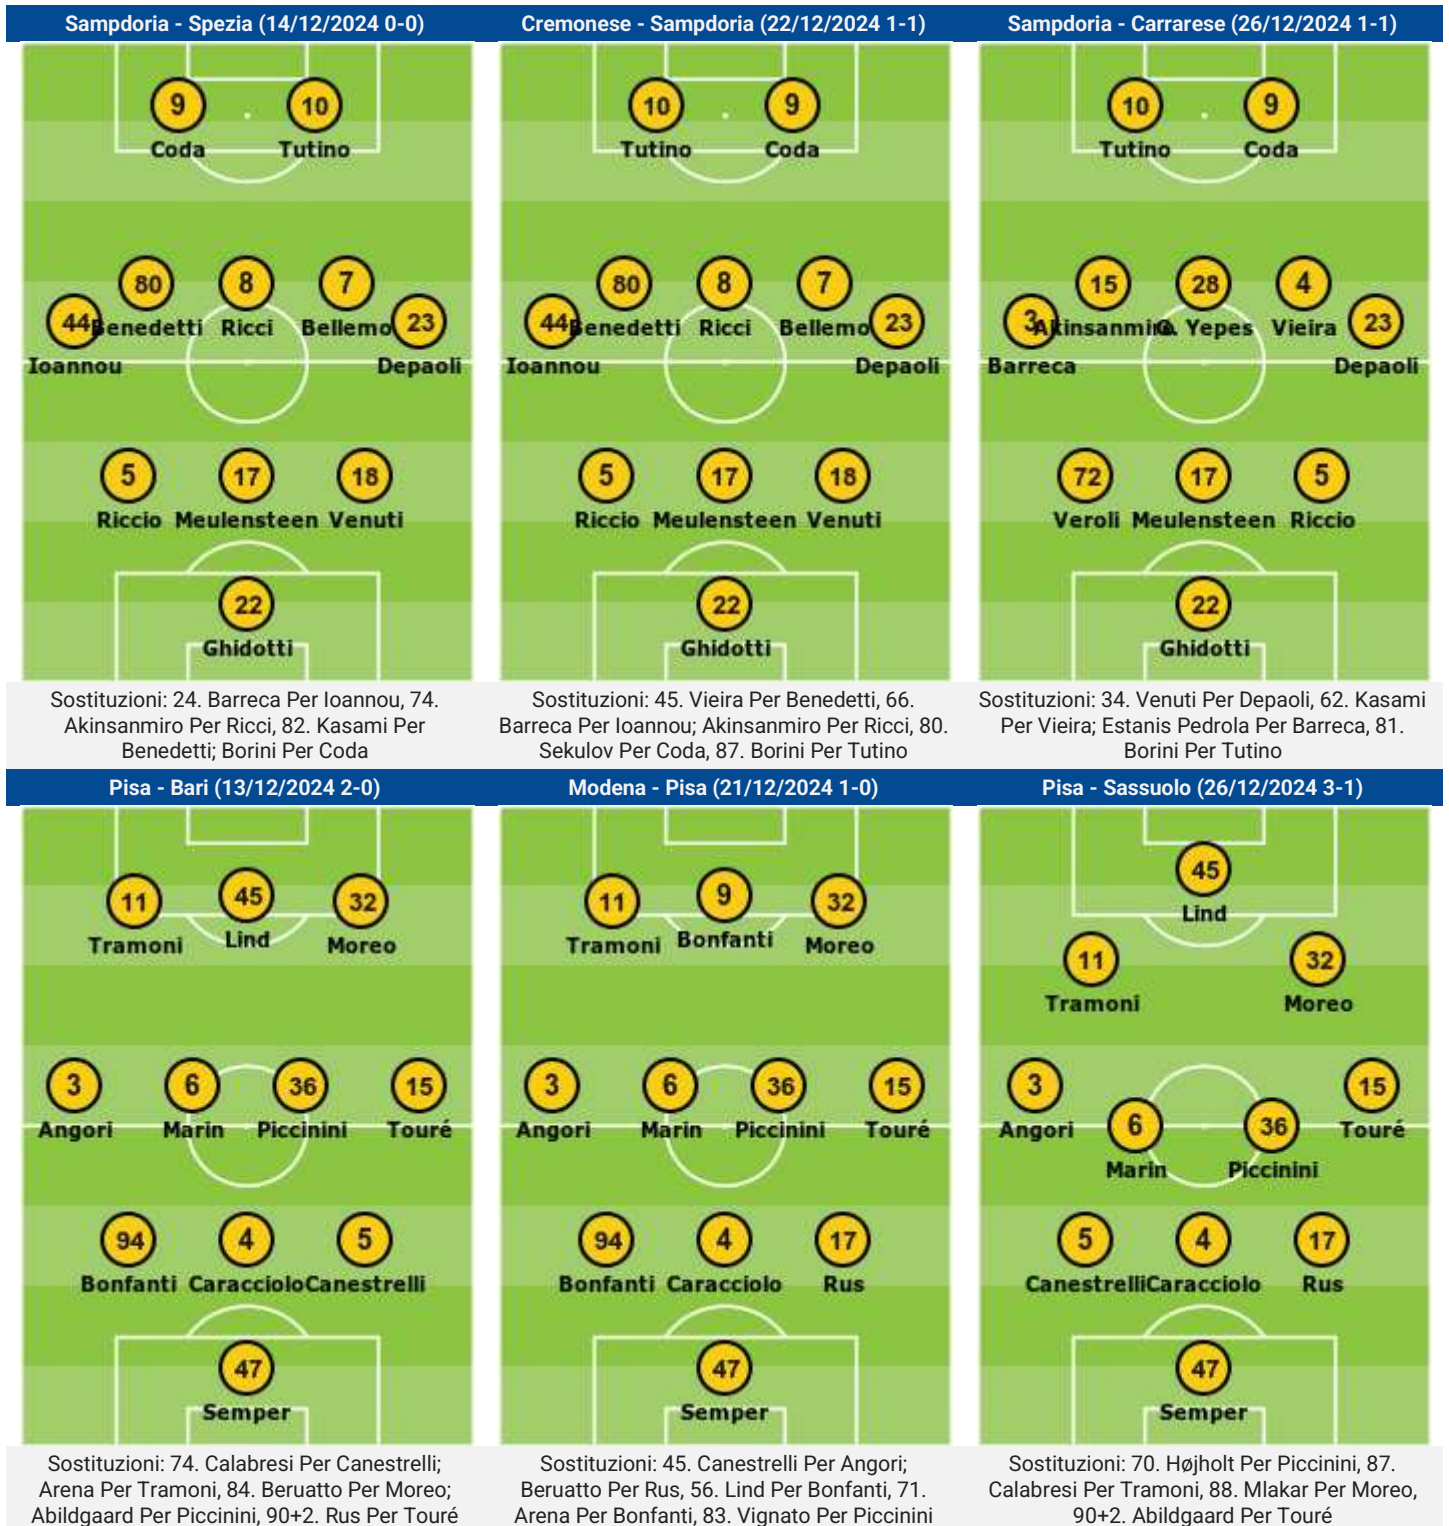 Sampdoria - Spezia (14/12/2024 0-0)
9 10
Coda Tutino
80 8 7
44 Benedetti Ricci Bellemo 23
Ioannou Depaoli
5 17 18
Riccio Meulensteen Venuti
22
Ghidotti
Sostituzioni: 24. Barreca Per Ioannou, 74.
Akinsanmiro Per Ricci, 82. Kasami Per
Benedetti; Borini Per Coda
Cremonese - Sampdoria (22/12/2024 1-1)
10 9
Tutino Coda
80 8 7
44 Benedetti Ricci Bellemo 23
Ioannou Depaoli
5 17 18
Riccio Meulensteen Venuti
22
Ghidotti
Sostituzioni: 45. Vieira Per Benedetti, 66.
Barreca Per Ioannou; Akinsanmiro Per Ricci, 80.
Sekulov Per Coda, 87. Borini Per Tutino
Sampdoria - Carrarese (26/12/2024 1-1)
10 9
Tutino Coda
15 28 4
3 Akinsanmiro G. Yepes Vieira 23
Barreca Depaoli
72 17 5
Veroli Meulensteen Riccio
22
Ghidotti
Sostituzioni: 34. Venuti Per Depaoli, 62. Kasami
Per Vieira; Estanis Pedrola Per Barreca, 81.
Borini Per Tutino
Pisa - Bari (13/12/2024 2-0)
11 45 32
Tramoni Lind Moreo
3 6 36 15
Angori Marin Piccinini Touré
94 4 5
Bonfanti Caracciolo Canestrelli
47
Semper
Sostituzioni: 74. Calabresi Per Canestrelli;
Arena Per Tramoni, 84. Beruatto Per Moreo;
Abildgaard Per Piccinini, 90+2. Rus Per Touré
Modena - Pisa (21/12/2024 1-0)
11 9 32
Tramoni Bonfanti Moreo
3 6 36 15
Angori Marin Piccinini Touré
94 4 17
Bonfanti Caracciolo Rus
47
Semper
Sostituzioni: 45. Canestrelli Per Angori;
Beruatto Per Rus, 56. Lind Per Bonfanti, 71.
Arena Per Bonfanti, 83. Vignato Per Piccinini
Pisa - Sassuolo (26/12/2024 3-1)
45
Lind
11 32
Tramoni Moreo
3 15
Angori 6 36 Touré
Marin Piccinini
5 4 17
Canestrelli Caracciolo Rus
47
Semper
Sostituzioni: 70. Højholt Per Piccinini, 87.
Calabresi Per Tramoni, 88. Mlakar Per Moreo,
90+2. Abildgaard Per Touré